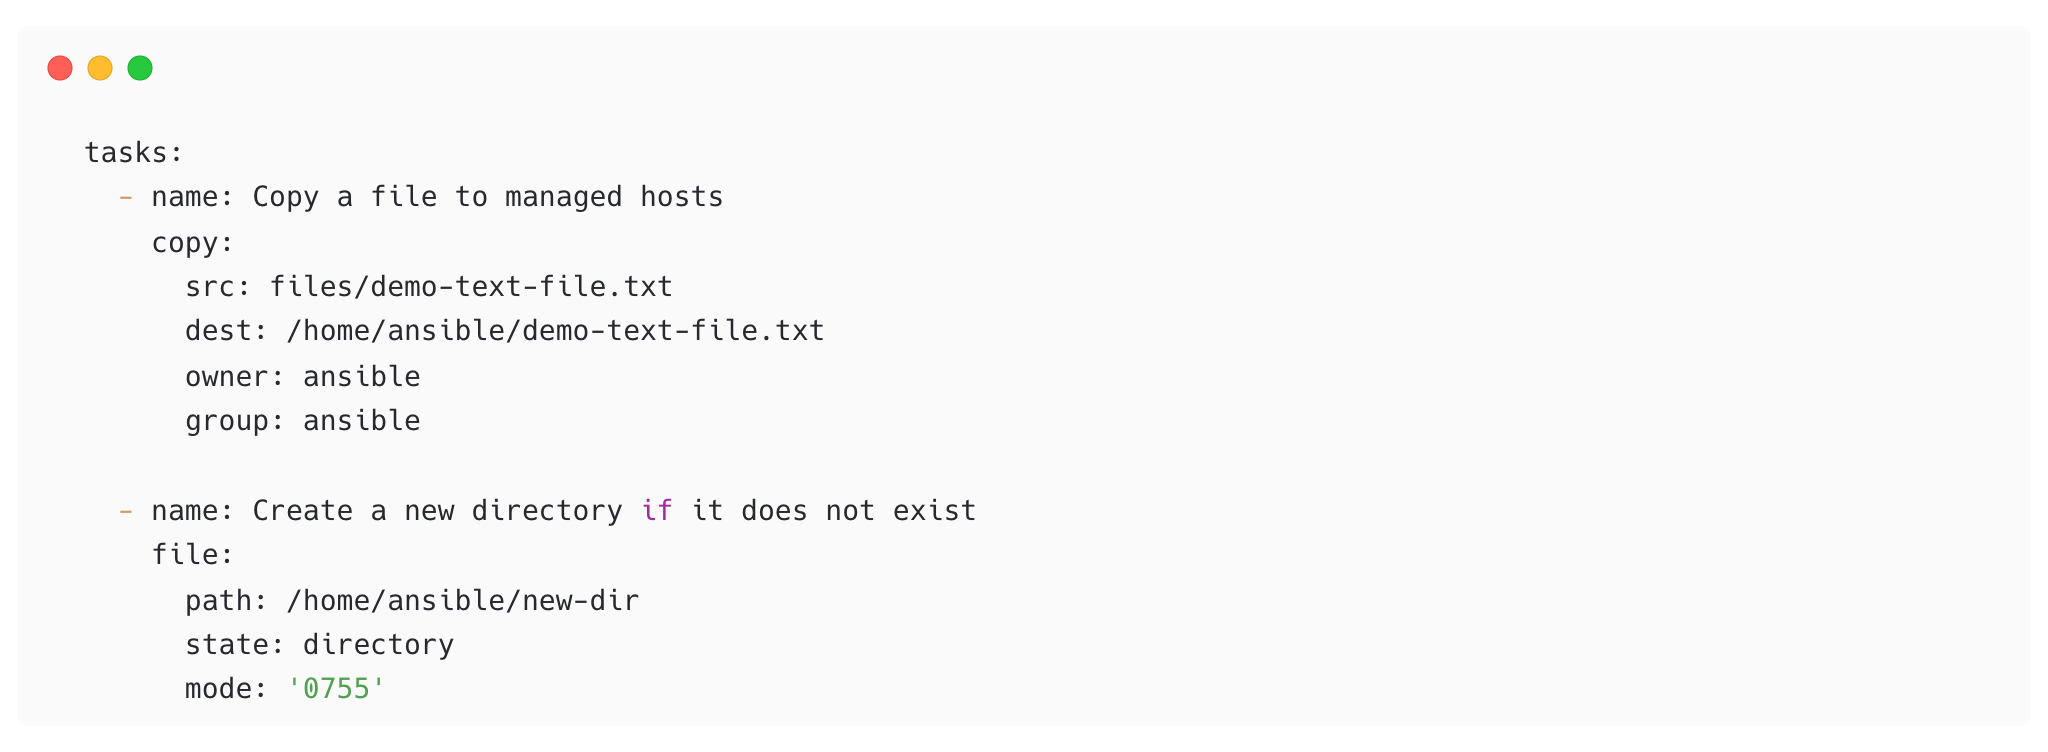 tasks:
  - name: Copy a file to managed hosts
    copy:
      src: files/demo-text-file.txt
      dest: /home/ansible/demo-text-file.txt
      owner: ansible
      group: ansible

  - name: Create a new directory if it does not exist
    file:
      path: /home/ansible/new-dir
      state: directory
      mode: '0755'